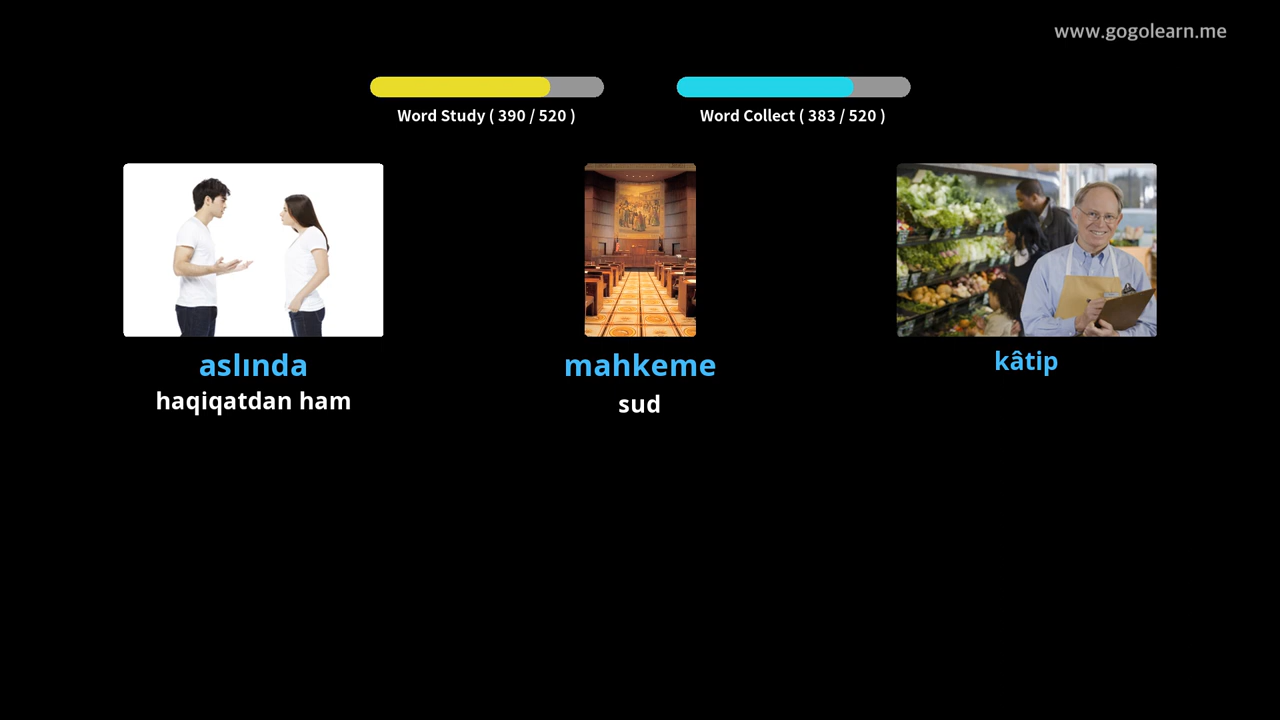 www.gogolearn.me
Word Study ( 390 / 520 )
Word Collect ( 383 / 520 )
aslında
haqiqatdan ham
mahkeme
sud
kâtip